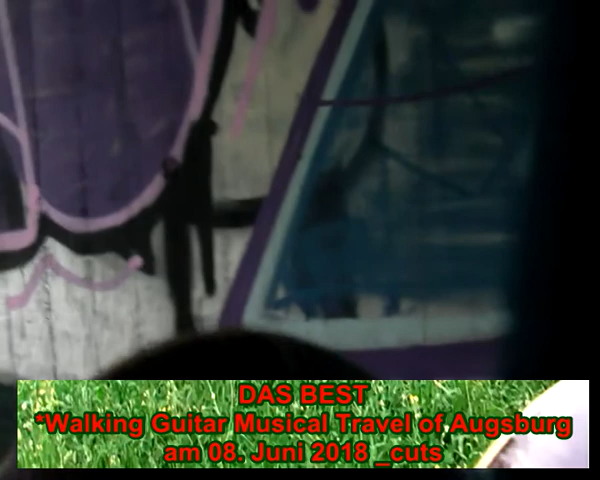 DAS BEST
*Walking Guitar Musical Travel of Augsburg
am 08. Juni 2018 _cuts